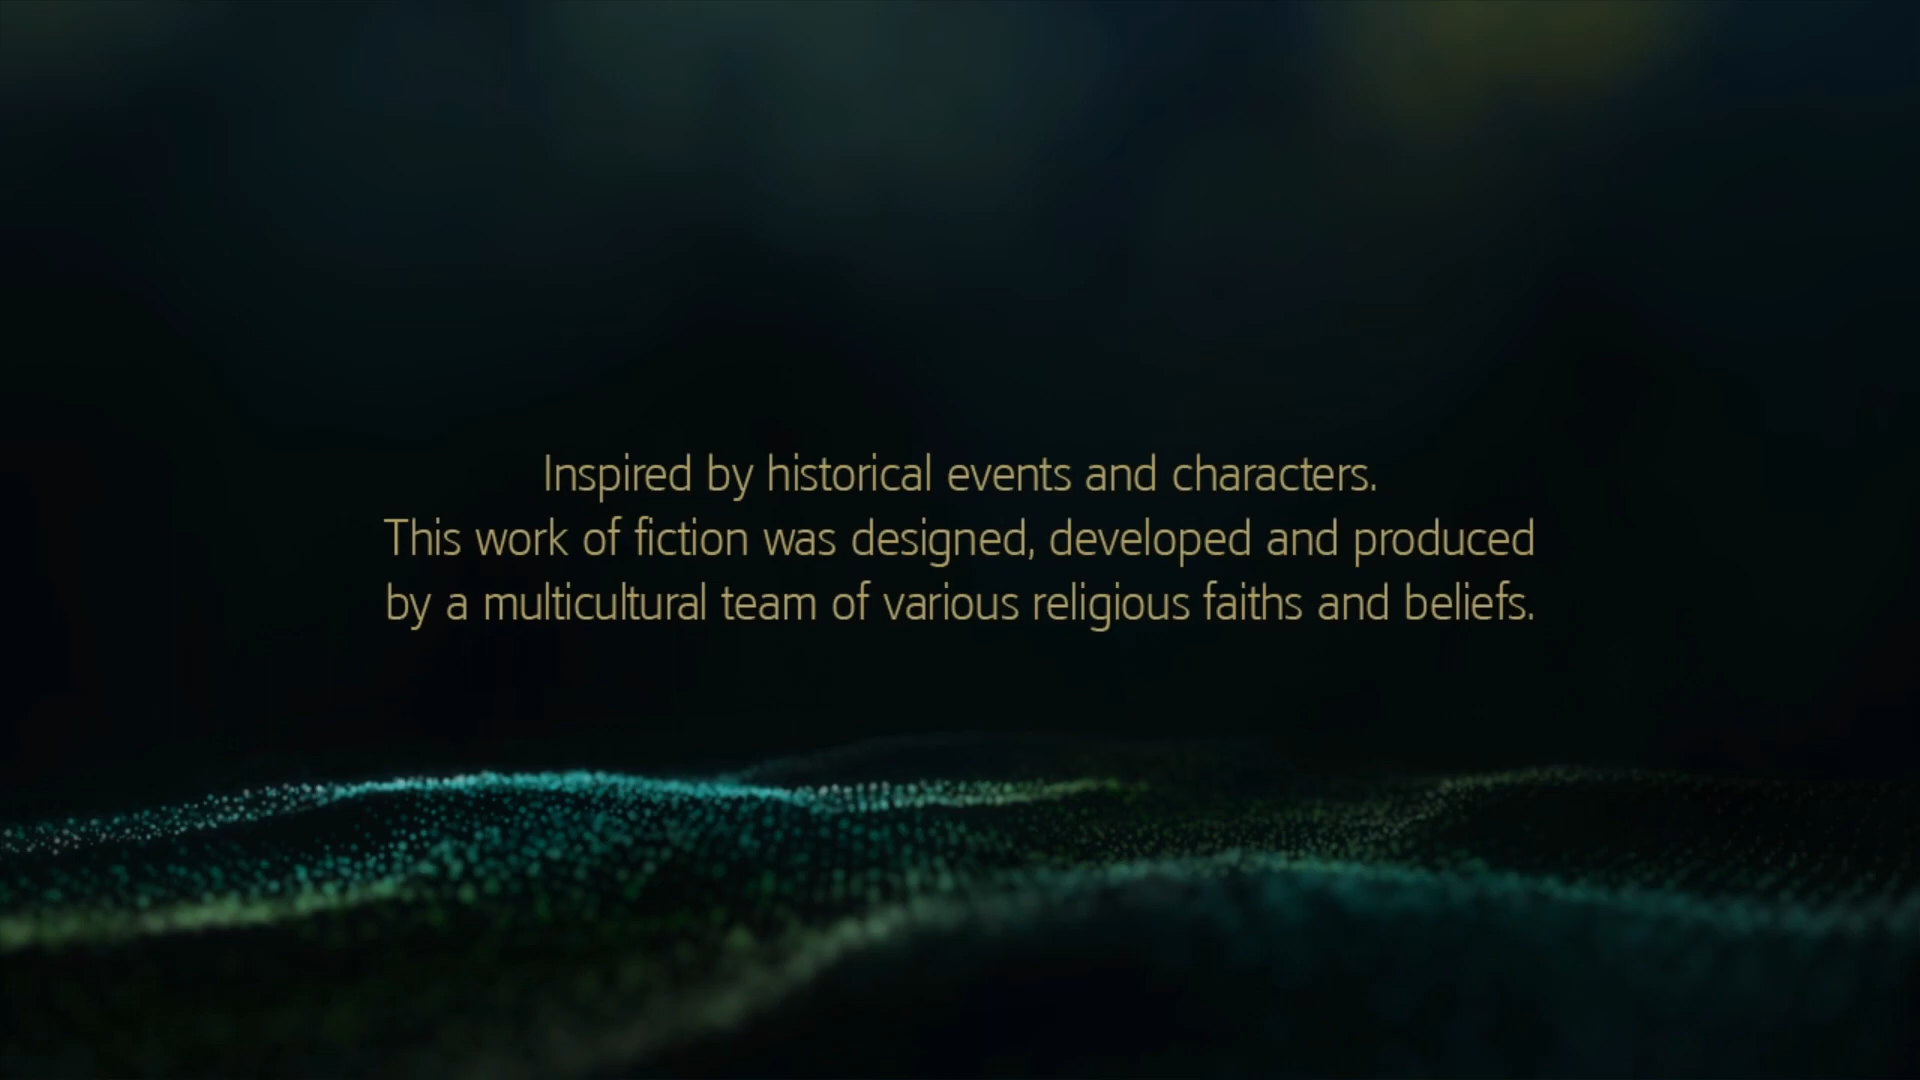 Inspired by historical events and characters.
This work of fiction was designed, developed and produced
by a multicultural team of various religious faiths and beliefs.